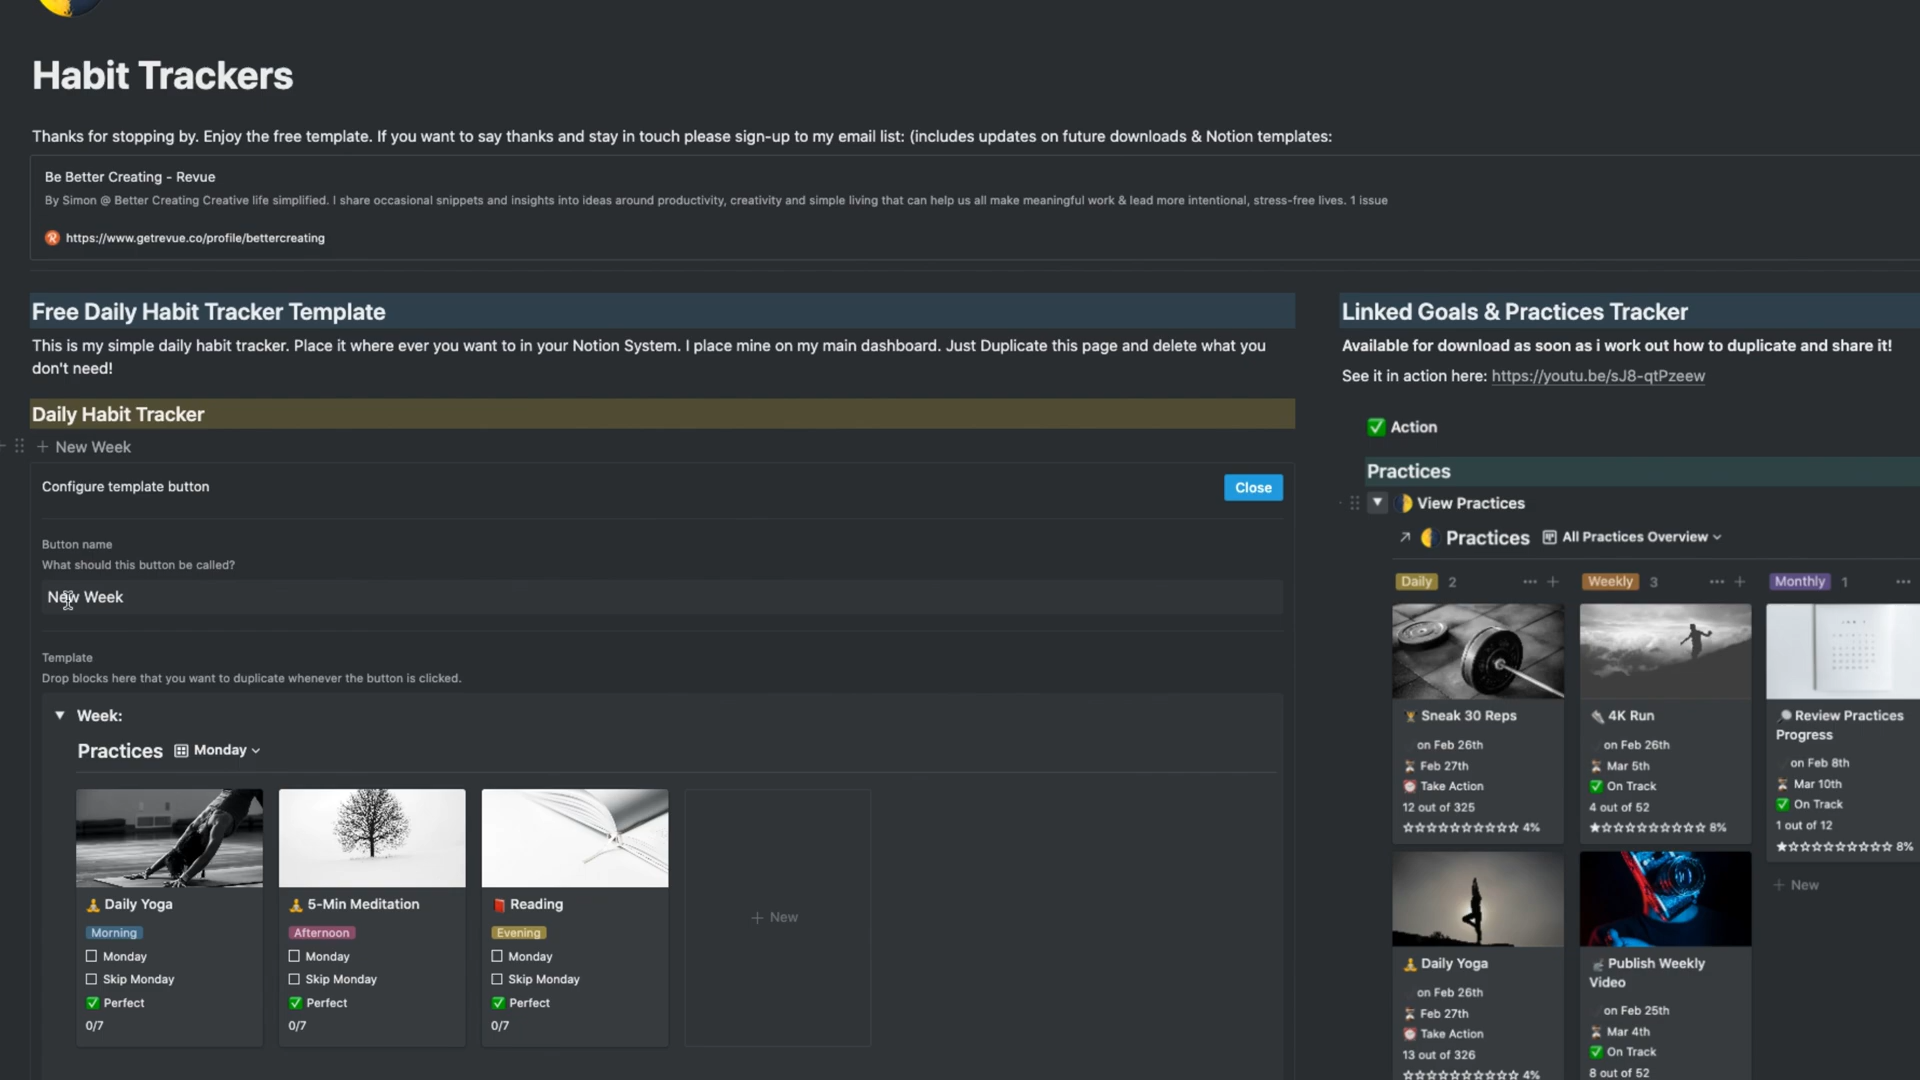 Habit Trackers
Thanks for stopping by. Enjoy the free template. If you want to say thanks and stay in touch please sign-up to my email list: (includes updates on future downloads & Notion templates:
Be Better Creating - Revue
By Simon @ Better Creating Creative life simplified. I share occasional snippets and insights into ideas around productivity, creativity and simple living that can help us all make meaningful work & lead more intentional, stress-free lives. 1 issue
https://www.getrevue.co/profile/bettercreating
Free Daily Habit Tracker Template
This is my simple daily habit tracker. Place it where ever you want to in your Notion System. I place mine on my main dashboard. Just Duplicate this page and delete what you
don't need!
Daily Habit Tracker
+ New Week
Configure template button
Close
Button name
What should this button be called?
New Week
Template
Drop blocks here that you want to duplicate whenever the button is clicked.
Week:
Practices Monday
Daily Yoga
Morning
Monday
Skip Monday
Perfect
0/7
5-Min Meditation
Afternoon
Monday
Skip Monday
Perfect
0/7
Reading
Evening
Monday
Skip Monday
Perfect
0/7
+ New
Linked Goals & Practices Tracker
Available for download as soon as i work out how to duplicate and share it!
See it in action here: https://youtu.be/sJ8-qtPzeew
Action
Practices
View Practices
Practices All Practices Overview
Daily 2
Sneak 30 Reps
on Feb 26th
Feb 27th
Take Action
12 out of 325
☆☆☆☆☆☆☆☆☆☆ 4%
Daily Yoga
on Feb 26th
Feb 27th
Take Action
13 out of 326
☆☆☆☆☆☆☆☆☆☆ 4%
Weekly 3
4K Run
on Feb 26th
Mar 5th
On Track
4 out of 52
★☆☆☆☆☆☆☆☆☆ 8%
Publish Weekly
Video
on Feb 25th
Mar 4th
On Track
8 out of 52
Monthly 1
Review Practices
Progress
on Feb 8th
Mar 10th
On Track
1 out of 12
★☆☆☆☆☆☆☆☆☆ 8%
+ New